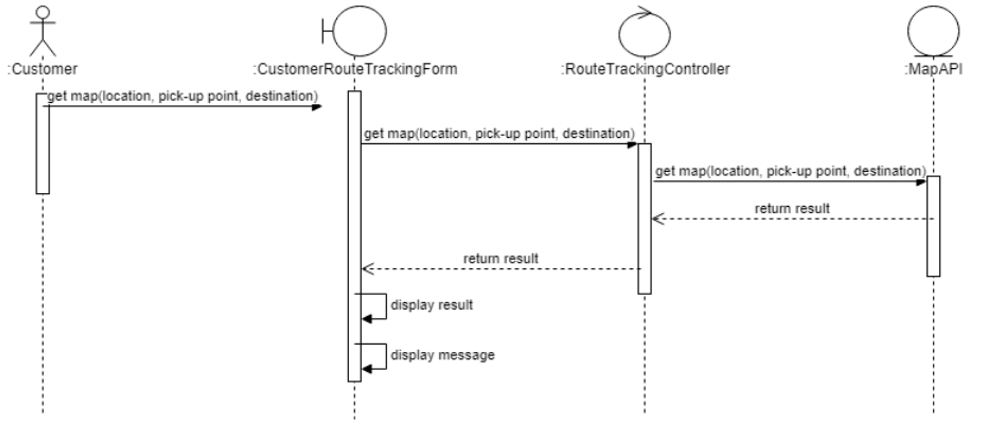 :Customer
:CustomerRouteTrackingForm
:RouteTrackingController
:MapAPI
get map(location, pick-up point, destination)
get map(location, pick-up point, destination)
get map(location, pick-up point, destination)
return result
return result
display result
display message